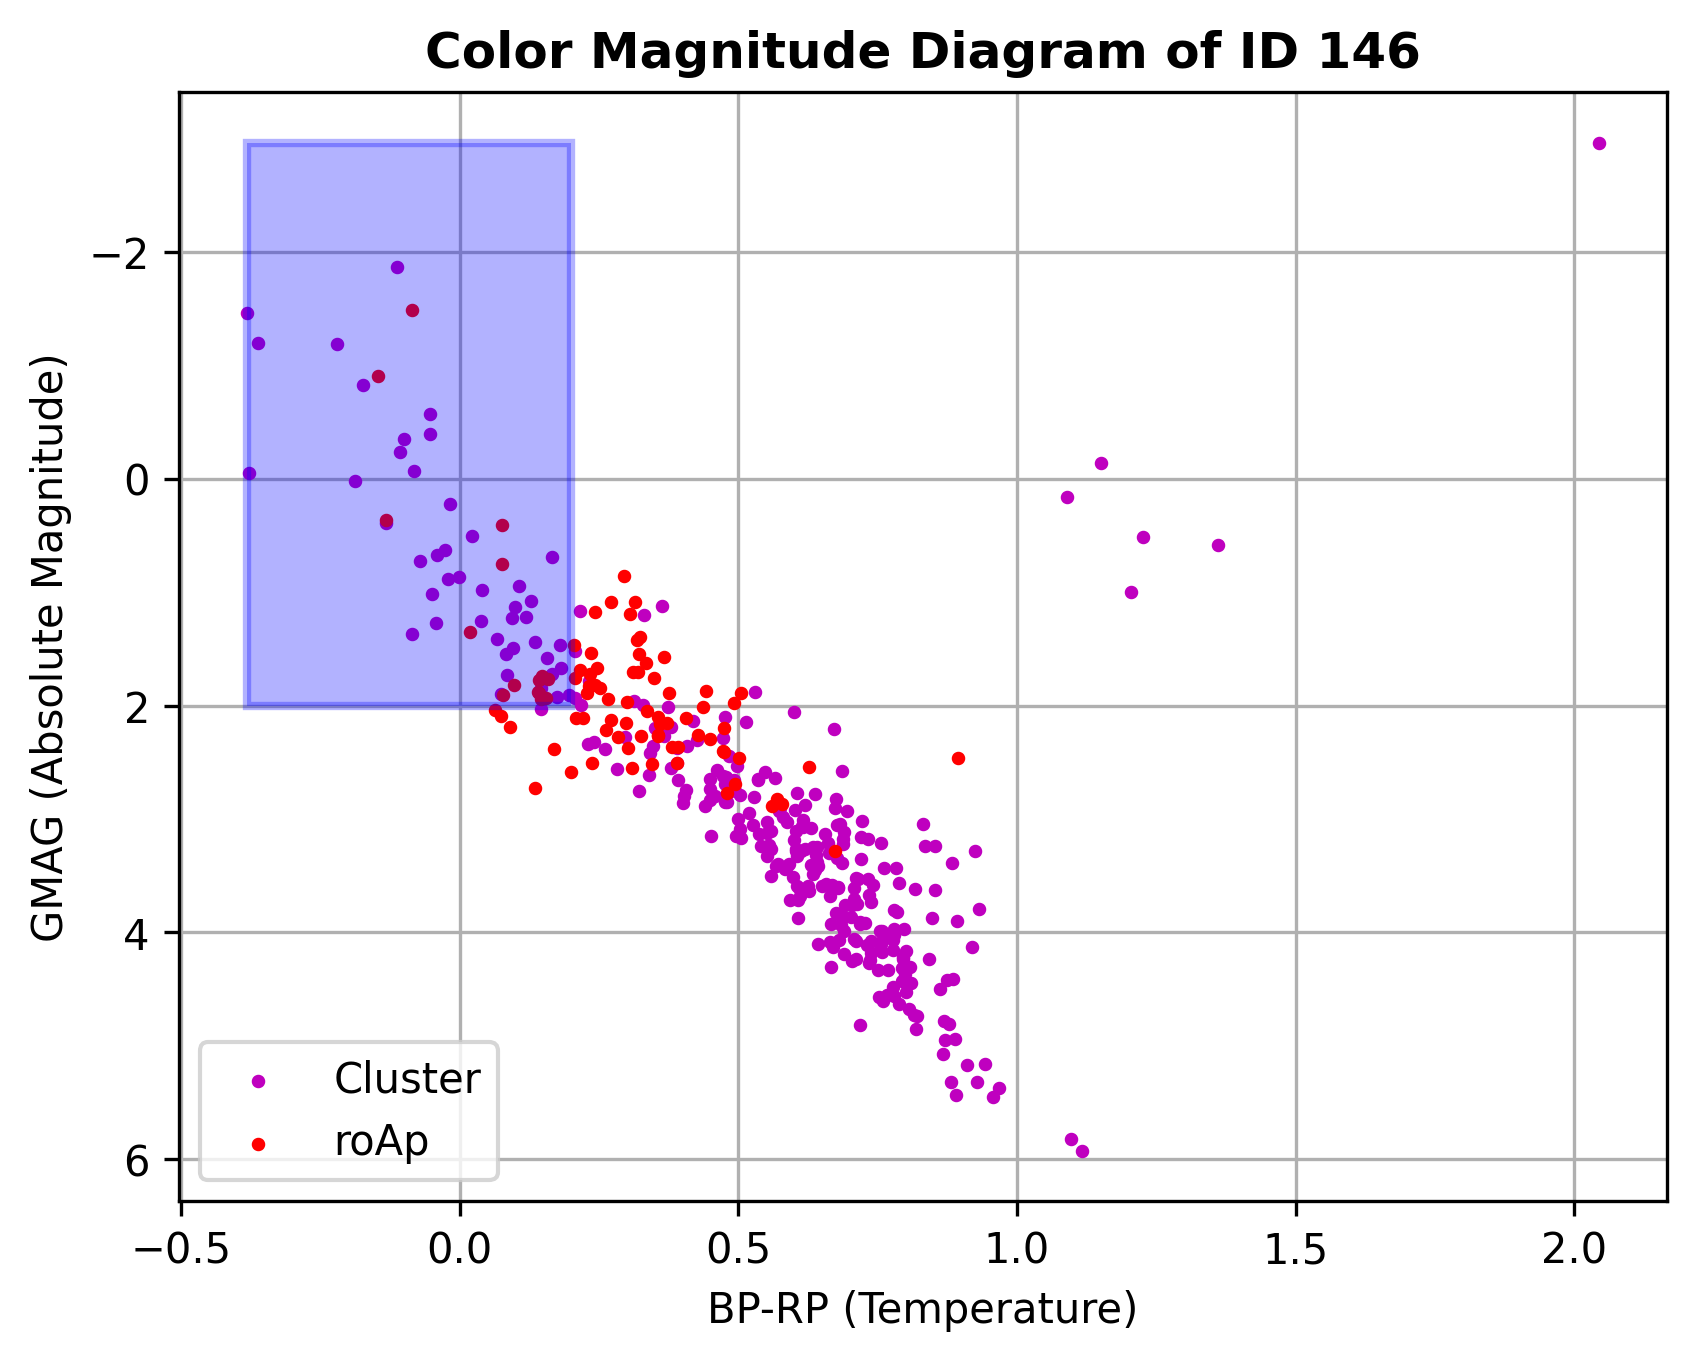 Color Magnitude Diagram of ID 146
GMAG (Absolute Magnitude)
−2
0
2
4
6
Cluster
roAp
−0.5 0.0 0.5 1.0 1.5 2.0
BP-RP (Temperature)